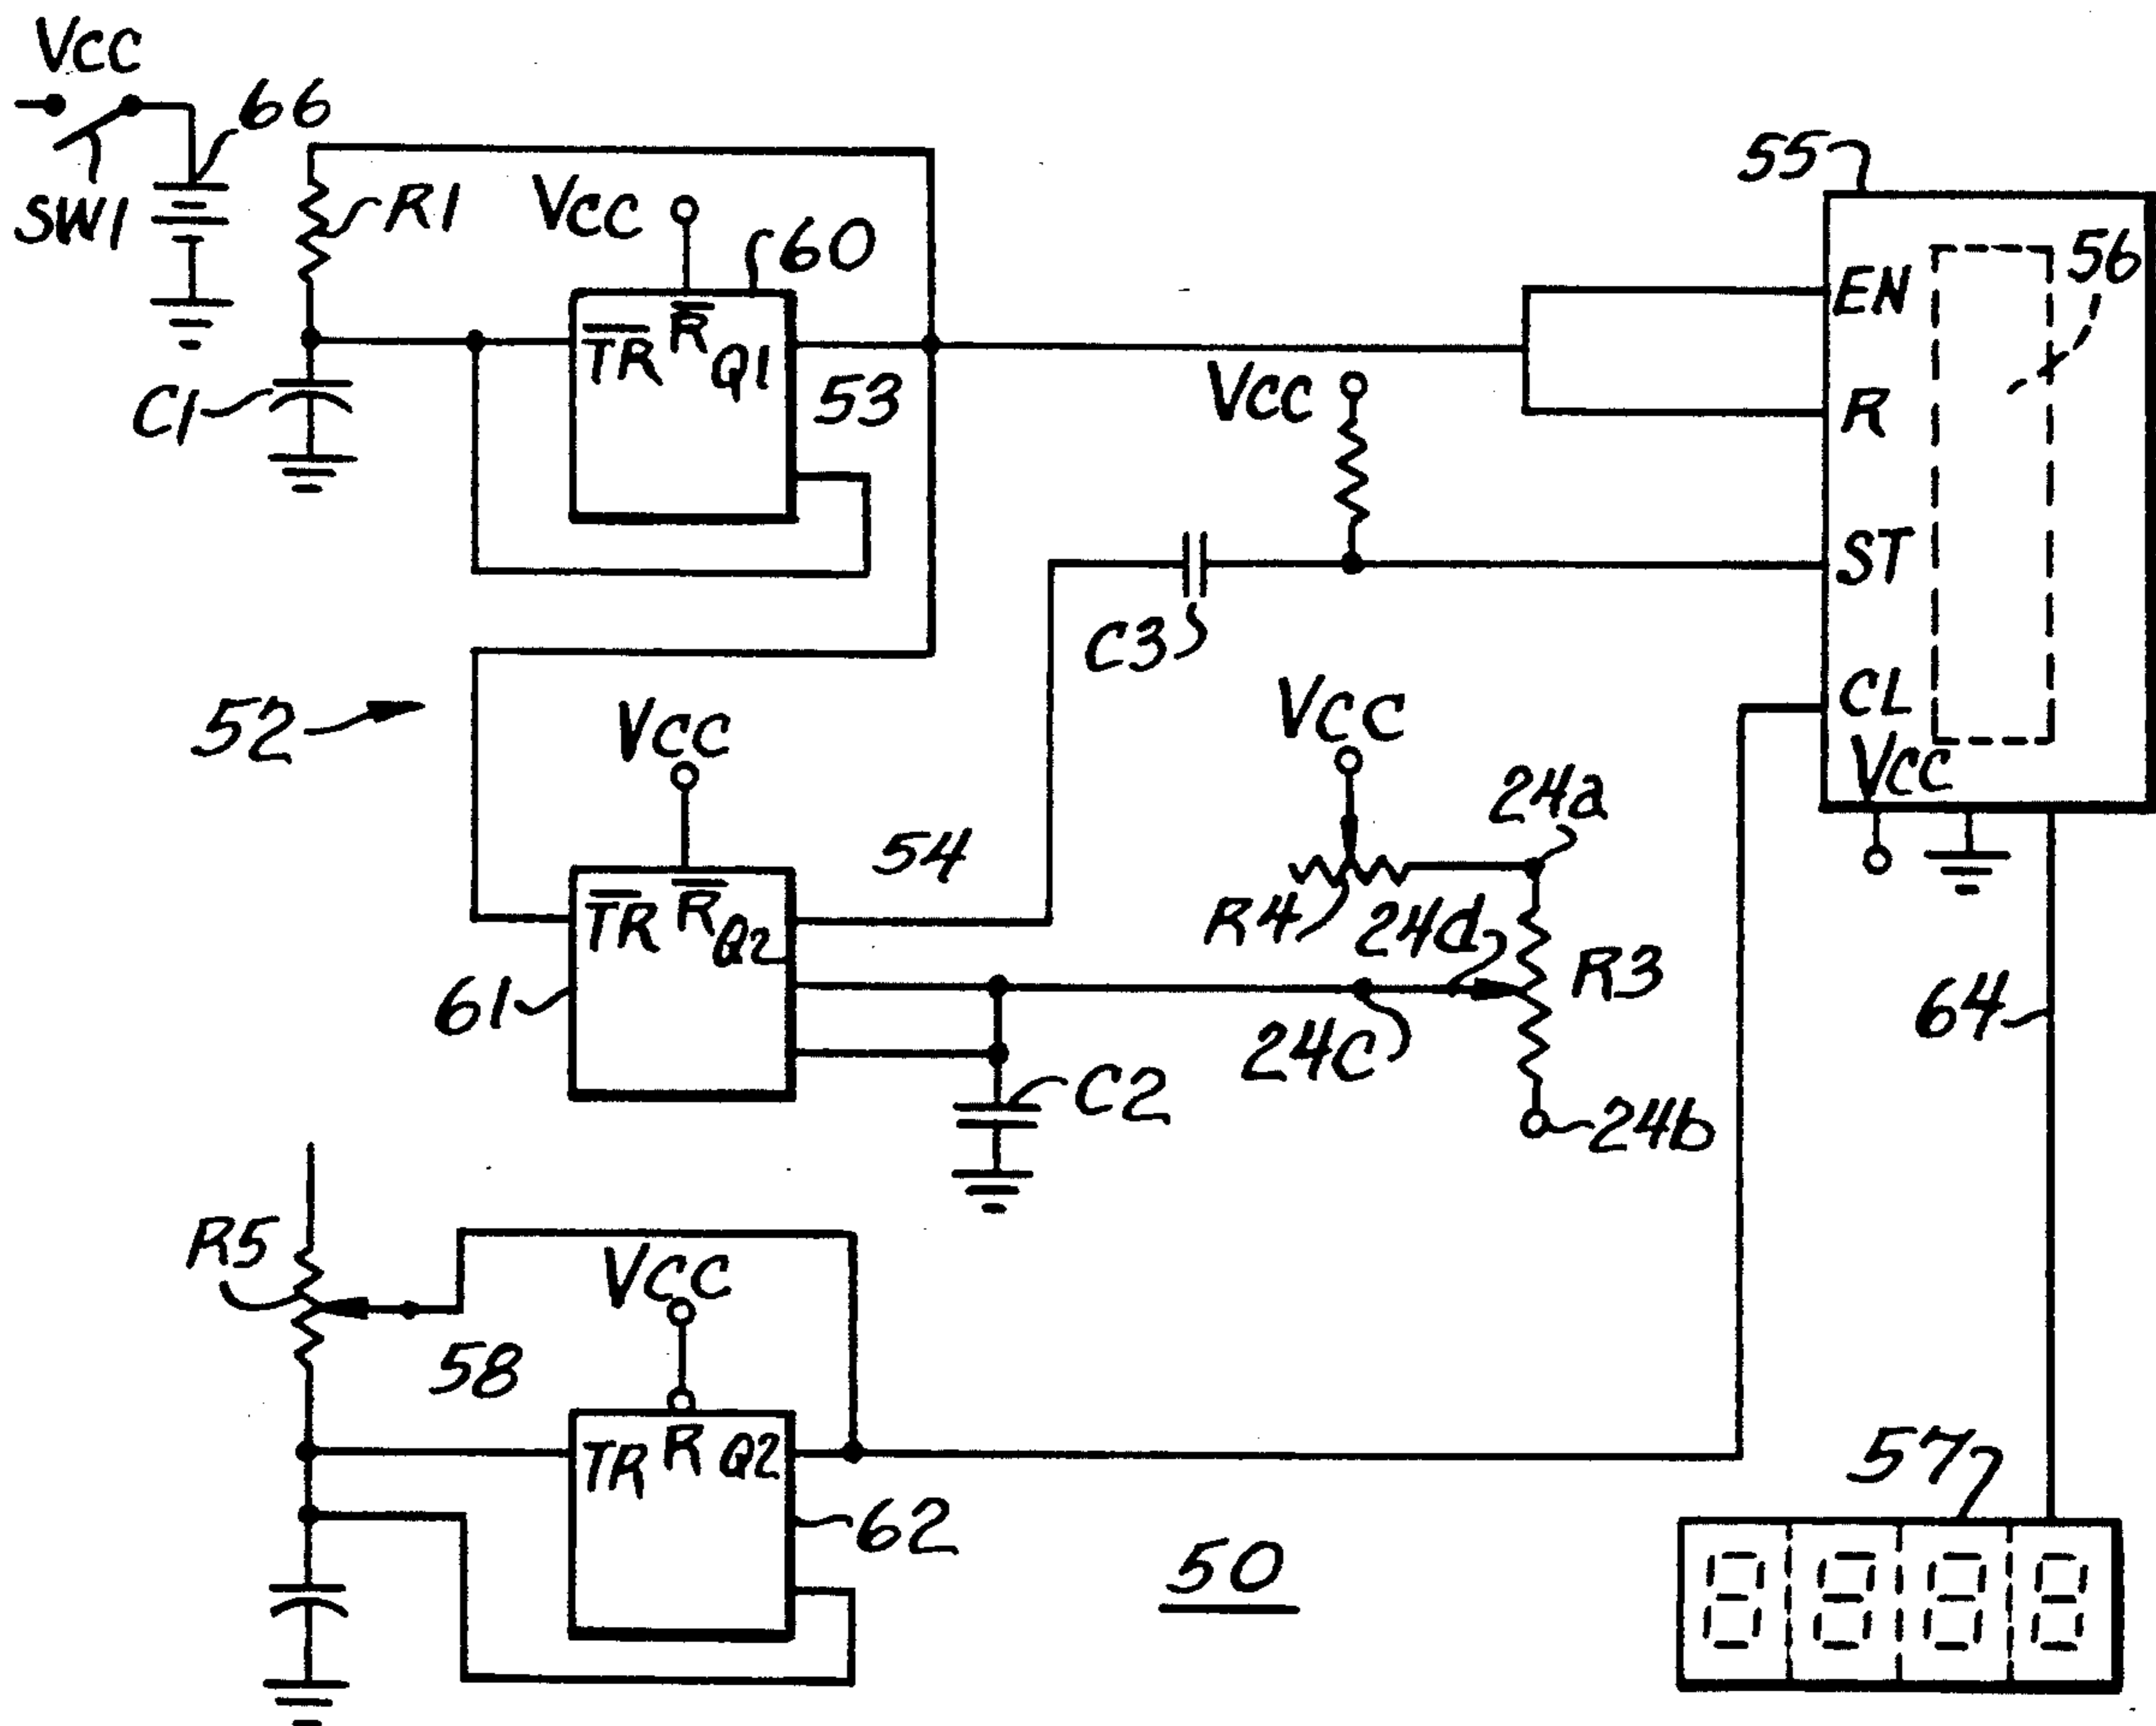 VCC
66
SW1
R1
VCC
60
T̅R̅ R̅ Q1
53
C1
55
56
EN
R
ST
CL
VCC
VCC
C3
52
VCC
54
T̅R̅ R̅ Q2
61
VCC
24a
R4
24d
R3
24c
24b
C2
64
R5
VCC
58
TR R̅ Q2
62
50
57
8888